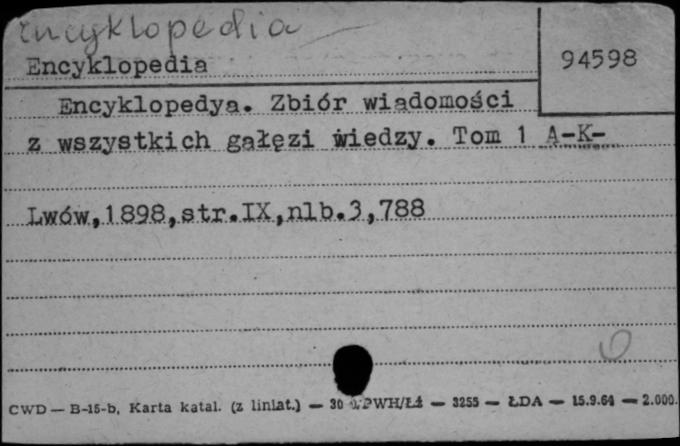 encyklopedia
Encyklopedia
94598
Encyklopedya. Zbiór wiadomości
z wszystkich gałęzi wiedzy. Tom 1 A-K-
Lwów,1898,str.IX,nlb.3,788
CWD — B-15-b, Karta katal. (z liniat.) — 30 PWH/Łź — 3255 — ŁDA — 15.9.64 — 2.000.